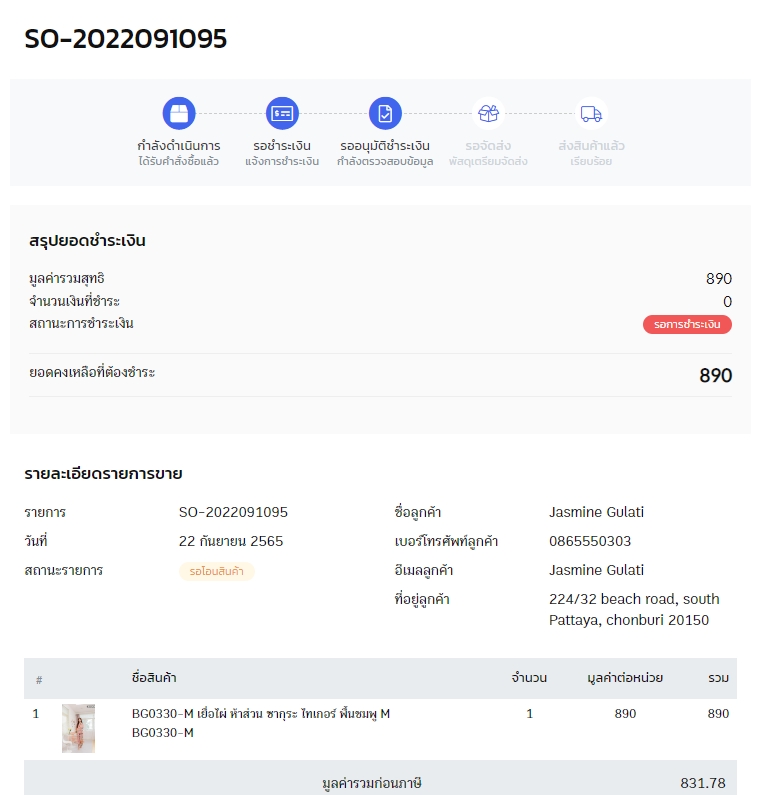 SO-2022091095
กำลังดำเนินการ
ได้รับคำสั่งซื้อแล้ว
รอชำระเงิน
แจ้งการชำระเงิน
รออนุมัติชำระเงิน
กำลังตรวจสอบข้อมูล
รอจัดส่ง
พัสดุเตรียมจัดส่ง
ส่งสินค้าแล้ว
เรียบร้อย
สรุปยอดชำระเงิน
มูลค่ารวมสุทธิ 890
จำนวนเงินที่ชำระ 0
สถานะการชำระเงิน รอการชำระเงิน
ยอดคงเหลือที่ต้องชำระ 890
รายละเอียดรายการขาย
รายการ SO-2022091095
วันที่ 22 กันยายน 2565
สถานะรายการ รอโอนสินค้า
ชื่อลูกค้า Jasmine Gulati
เบอร์โทรศัพท์ลูกค้า 0865550303
อีเมลลูกค้า Jasmine Gulati
ที่อยู่ลูกค้า 224/32 beach road, south
Pattaya, chonburi 20150
# ชื่อสินค้า จำนวน มูลค่าต่อหน่วย รวม
1 BG0330-M เยื่อไผ่ ห้าส่วน ซากุระ ไทเกอร์ พื้นชมพู M 1 890 890
BG0330-M
มูลค่ารวมก่อนภาษี 831.78